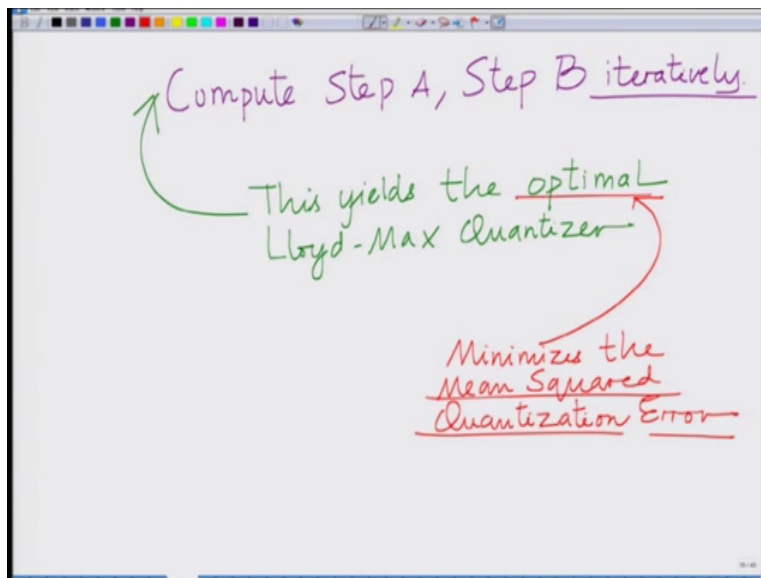 Compute Step A, Step B iteratively.
This yields the optimal
Lloyd-Max Quantizer
Minimizes the
Mean Squared
Quantization Error